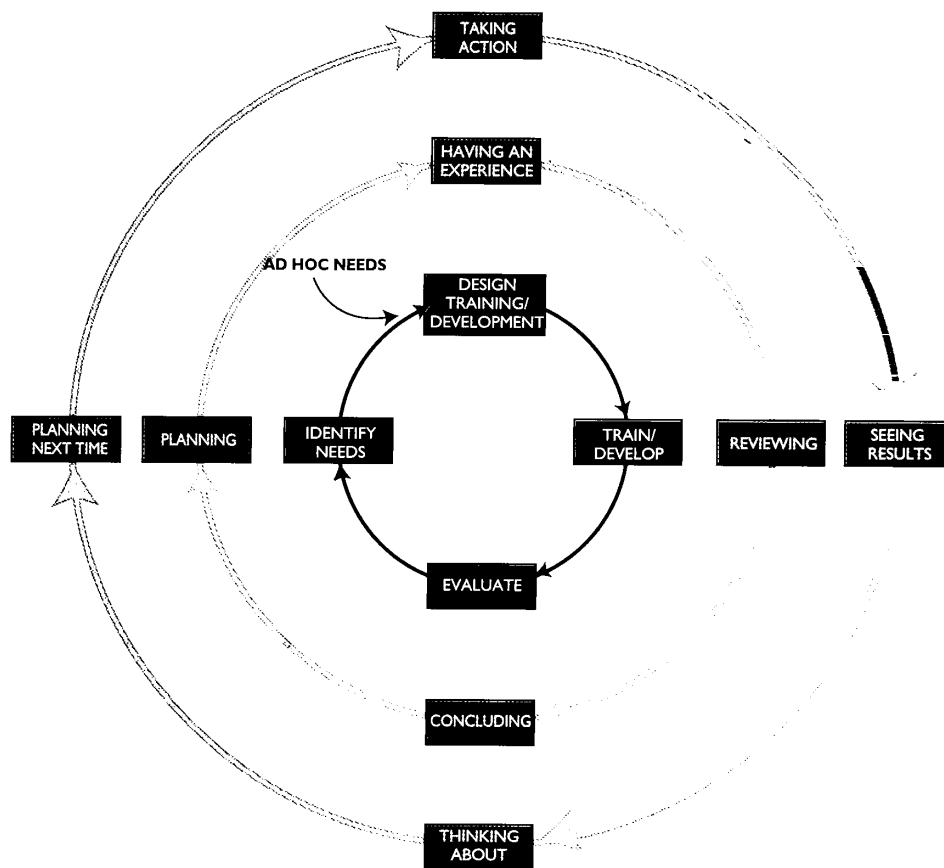 TAKING
ACTION
HAVING AN
EXPERIENCE
AD HOC NEEDS
DESIGN
TRAINING/
DEVELOPMENT
PLANNING
NEXT TIME
PLANNING
IDENTIFY
NEEDS
TRAIN/
DEVELOP
REVIEWING
SEEING
RESULTS
EVALUATE
CONCLUDING
THINKING
ABOUT